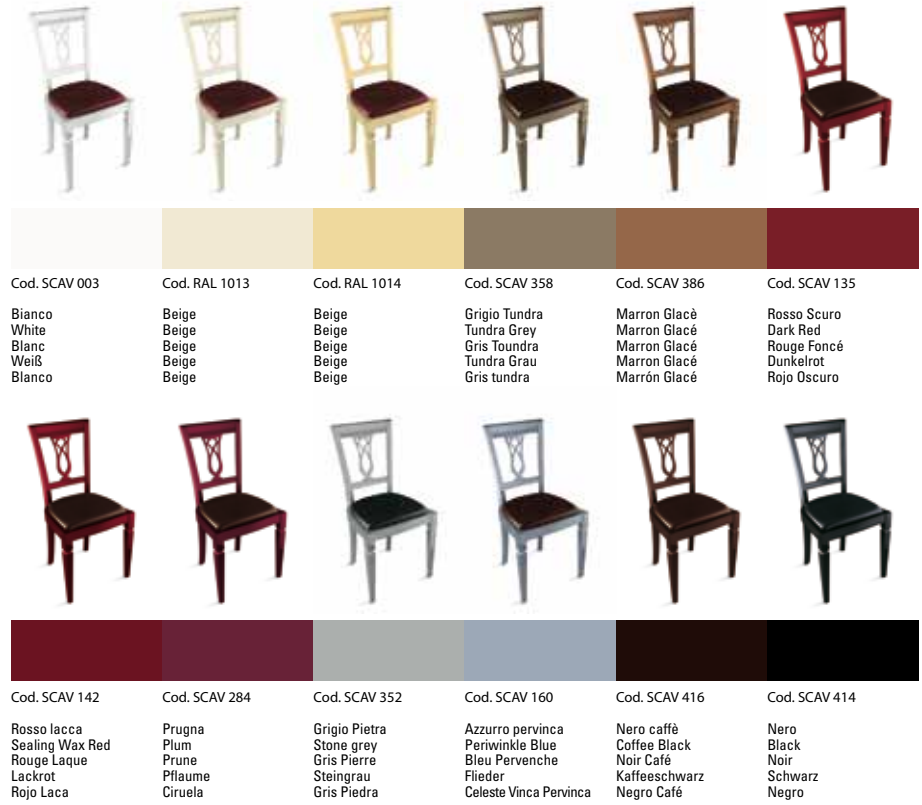 Cod. SCAV 003
Bianco
White
Blanc
Weiß
Blanco
Cod. RAL 1013
Beige
Beige
Beige
Beige
Beige
Cod. RAL 1014
Beige
Beige
Beige
Beige
Beige
Cod. SCAV 358
Grigio Tundra
Tundra Grey
Gris Toundra
Tundra Grau
Gris tundra
Cod. SCAV 386
Marron Glacè
Marron Glacé
Marron Glacé
Marron Glacé
Marrón Glacé
Cod. SCAV 135
Rosso Scuro
Dark Red
Rouge Foncé
Dunkelrot
Rojo Oscuro
Cod. SCAV 142
Rosso lacca
Sealing Wax Red
Rouge Laque
Lackrot
Rojo Laca
Cod. SCAV 284
Prugna
Plum
Prune
Pflaume
Ciruela
Cod. SCAV 352
Grigio Pietra
Stone grey
Gris Pierre
Steingrau
Gris Piedra
Cod. SCAV 160
Azzurro pervinca
Periwinkle Blue
Bleu Pervenche
Flieder
Celeste Vinca Pervinca
Cod. SCAV 416
Nero caffè
Coffee Black
Noir Café
Kaffeeschwarz
Negro Café
Cod. SCAV 414
Nero
Black
Noir
Schwarz
Negro